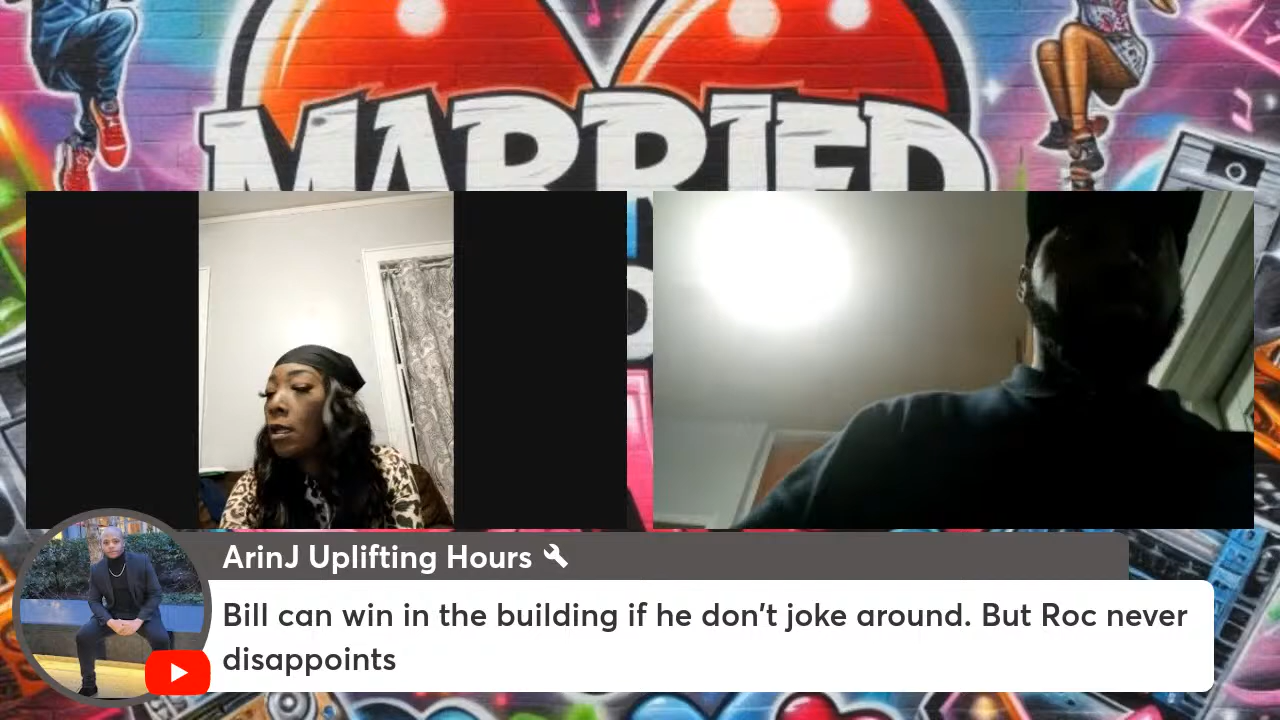 MARRIED
ArinJ Uplifting Hours
Bill can win in the building if he don't joke around. But Roc never
disappoints